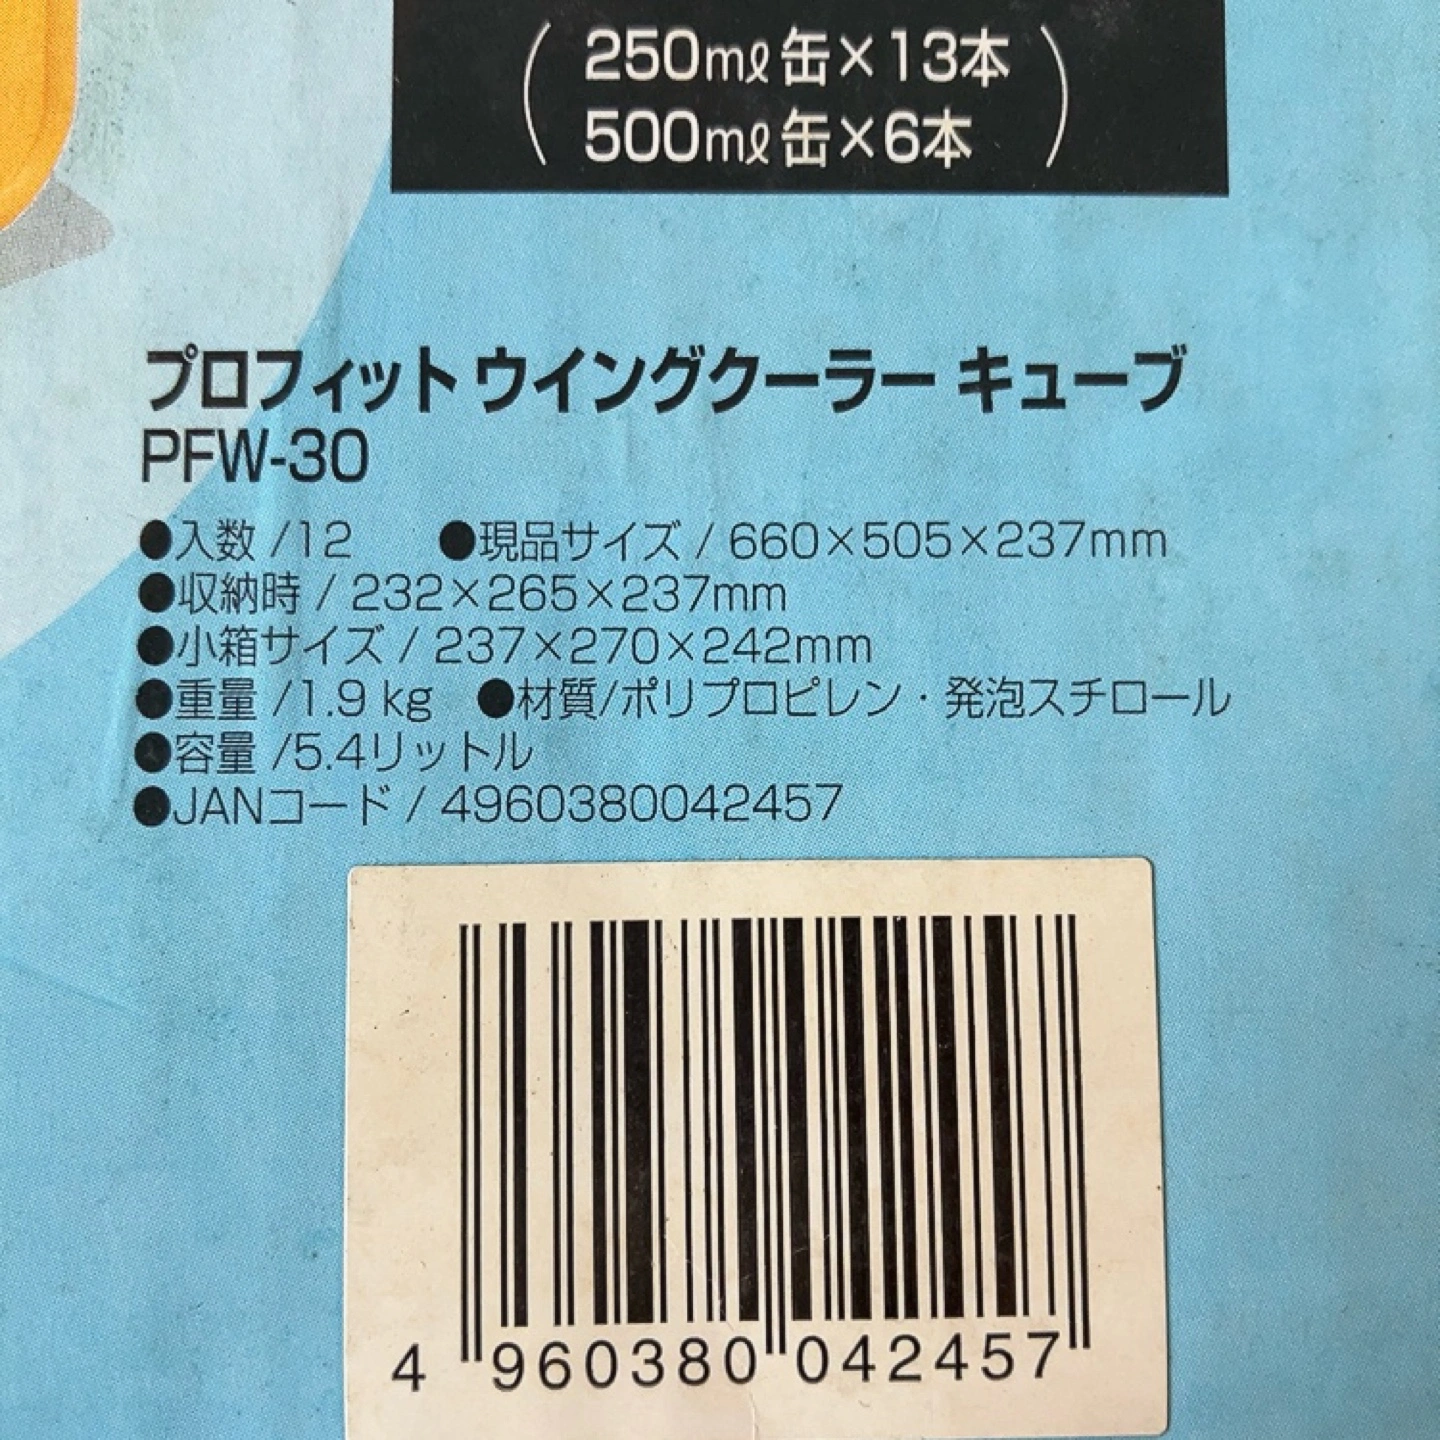 250mℓ缶×13本
500mℓ缶×6本
プロフィット ウイングクーラー キューブ
PFW-30
●入数 /12 ●現品サイズ / 660×505×237mm
●収納時 / 232×265×237mm
●小箱サイズ / 237×270×242mm
●重量 /1.9 kg ●材質/ポリプロピレン・発泡スチロール
●容量 /5.4リットル
●JANコード / 4960380042457
4 960380 042457